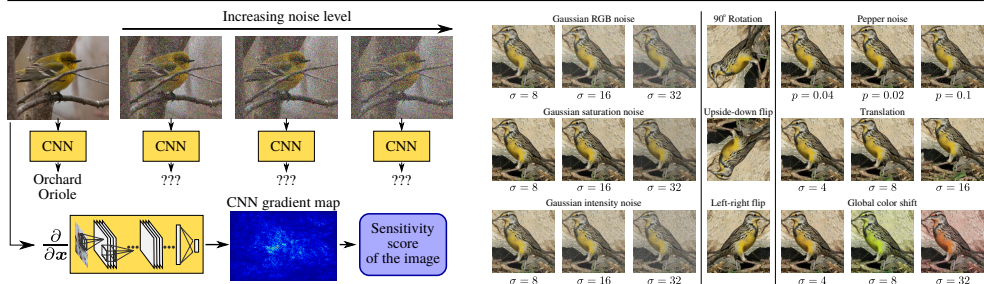 Increasing noise level
CNN
CNN
CNN
CNN
Orchard
Oriole
???
???
???
CNN gradient map
∂
∂x
Sensitivity
score
of the image
Gaussian RGB noise
90° Rotation
Pepper noise
σ = 8
σ = 16
σ = 32
p = 0.04
p = 0.02
p = 0.1
Gaussian saturation noise
Upside-down flip
Translation
σ = 8
σ = 16
σ = 32
σ = 4
σ = 8
σ = 16
Gaussian intensity noise
Left-right flip
Global color shift
σ = 8
σ = 16
σ = 32
σ = 4
σ = 8
σ = 32